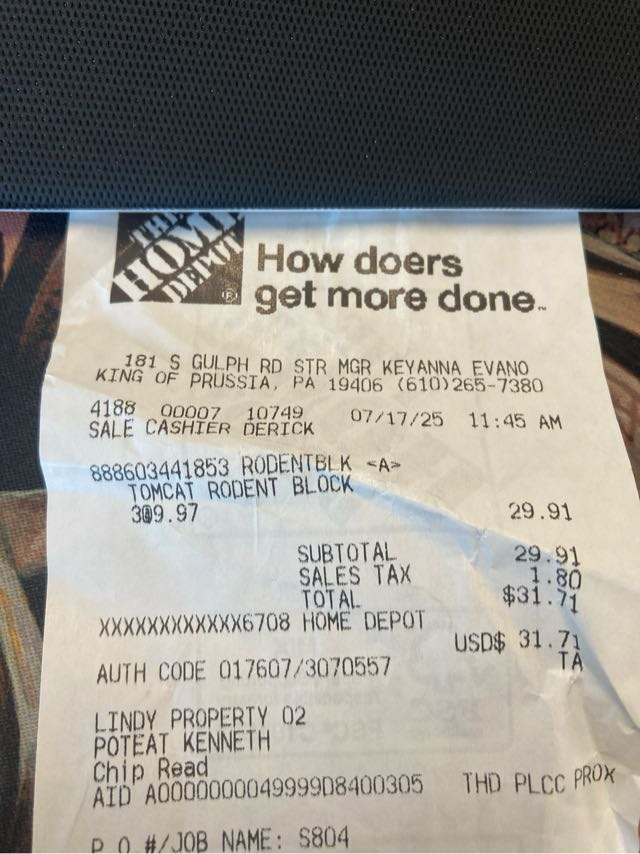 THE HOME DEPOT ®
How doers
get more done™
181 S GULPH RD STR MGR KEYANNA EVANO
KING OF PRUSSIA, PA 19406 (610)265-7380
4188 00007 10749 07/17/25 11:45 AM
SALE CASHIER DERICK
888603441853 RODENTBLK <A>
TOMCAT RODENT BLOCK
3@9.97 29.91
SUBTOTAL 29.91
SALES TAX 1.80
TOTAL $31.71
XXXXXXXXXXXX6708 HOME DEPOT
USD$ 31.71
AUTH CODE 017607/3070557 TA
LINDY PROPERTY 02
POTEAT KENNETH
Chip Read
AID A0000000049999D8400305 THD PLCC PROX
P.O.#/JOB NAME: S804